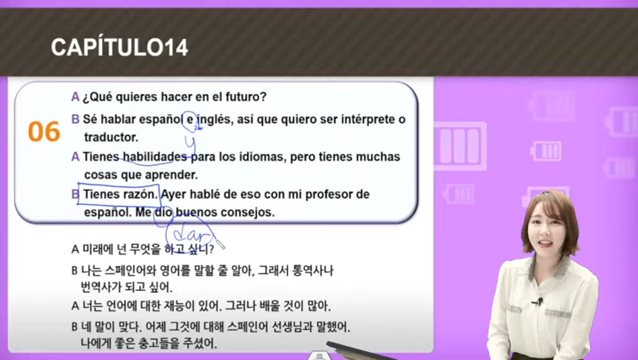 CAPÍTULO14
06
A ¿Qué quieres hacer en el futuro?
B Sé hablar español e inglés, así que quiero ser intérprete o
traductor.
y
A Tienes habilidades para los idiomas, pero tienes muchas
cosas que aprender.
B Tienes razón. Ayer hablé de eso con mi profesor de
español. Me dio buenos consejos.
dar
A 미래에 넌 무엇을 하고 싶니?
B 나는 스페인어와 영어를 말할 줄 알아, 그래서 통역사나
번역사가 되고 싶어.
A 너는 언어에 대한 재능이 있어. 그러나 배울 것이 많아.
B 네 말이 맞다. 어제 그것에 대해 스페인어 선생님과 말했어.
나에게 좋은 충고들을 주셨어.